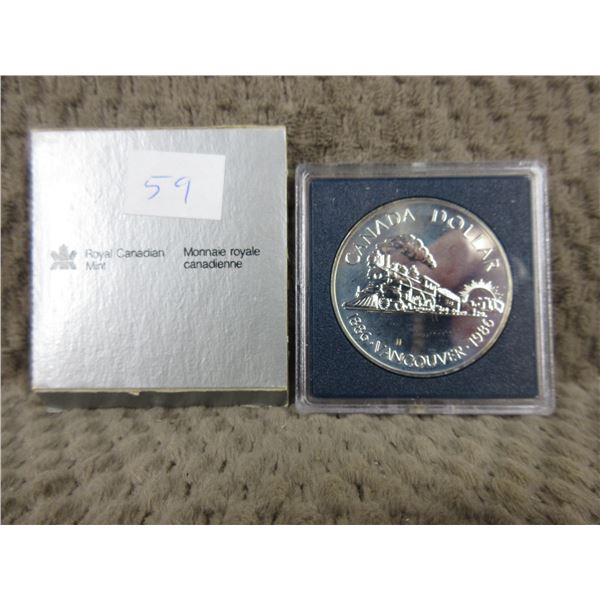 59
Royal Canadian
Mint
Monnaie royale
canadienne
CANADA DOLLAR
1886 · VANCOUVER · 1986